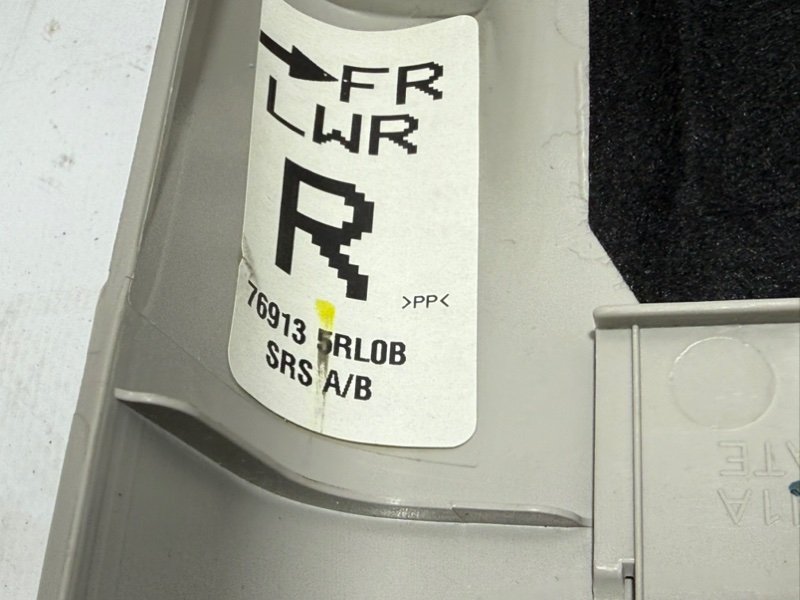 FR
LWR
R
>PP<
76913 5RL0B
SRS A/B